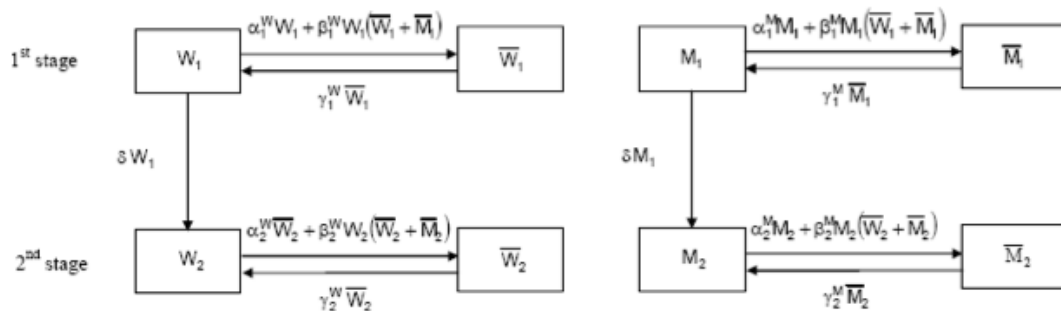 α₁ᵂW₁ + β₁ᵂW₁(W̅₁ + M̅₁) α₁ᴹM₁ + β₁ᴹM₁(W̅₁ + M̅₁)
1ˢᵗ stage W₁ W̅₁ M₁ M̅₁
γ₁ᵂ W̅₁ γ₁ᴹ M̅₁
δ W₁ δM₁
α₂ᵂW̅₂ + β₂ᵂW₂(W̅₂ + M̅₂) α₂ᴹM₂ + β₂ᴹM₂(W̅₂ + M̅₂)
2ⁿᵈ stage W₂ W̅₂ M₂ M̅₂
γ₂ᵂ W̅₂ γ₂ᴹ M̅₂